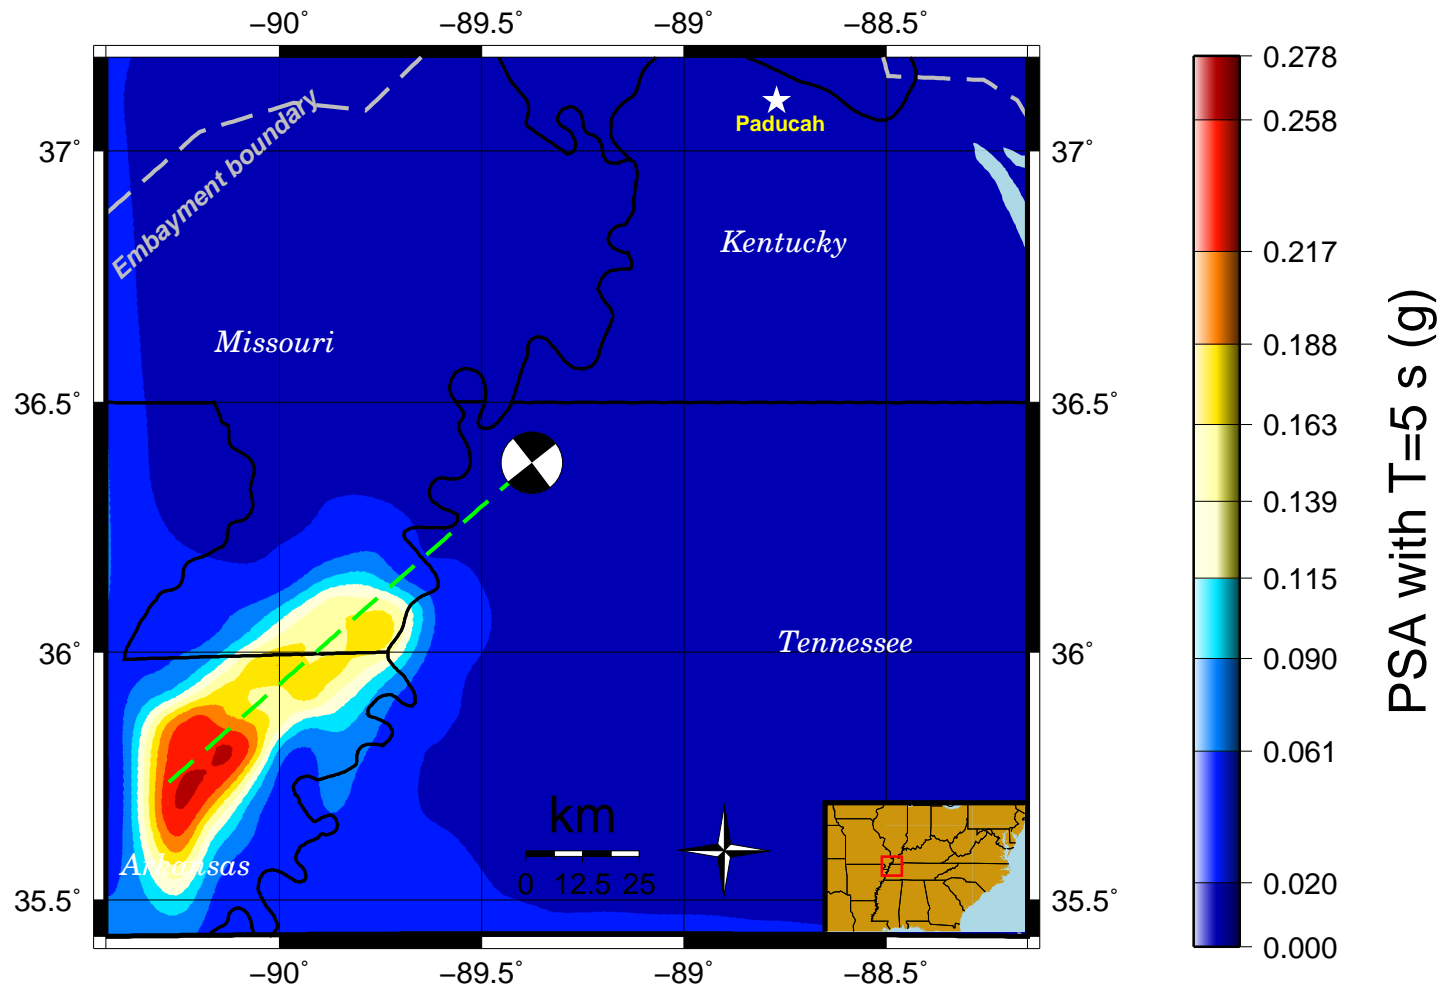 −90˚ −89.5˚ −89˚ −88.5˚
0.278
Paducah
0.258
Embayment boundary
37˚ 37˚
Kentucky
0.217
Missouri
0.188
36.5˚ 36.5˚
0.163
0.139
PSA with T=5 s (g)
0.115
Tennessee
36˚ 36˚
0.090
0.061
km
Arkansas
0 12.5 25
0.020
35.5˚ 35.5˚
0.000
−90˚ −89.5˚ −89˚ −88.5˚